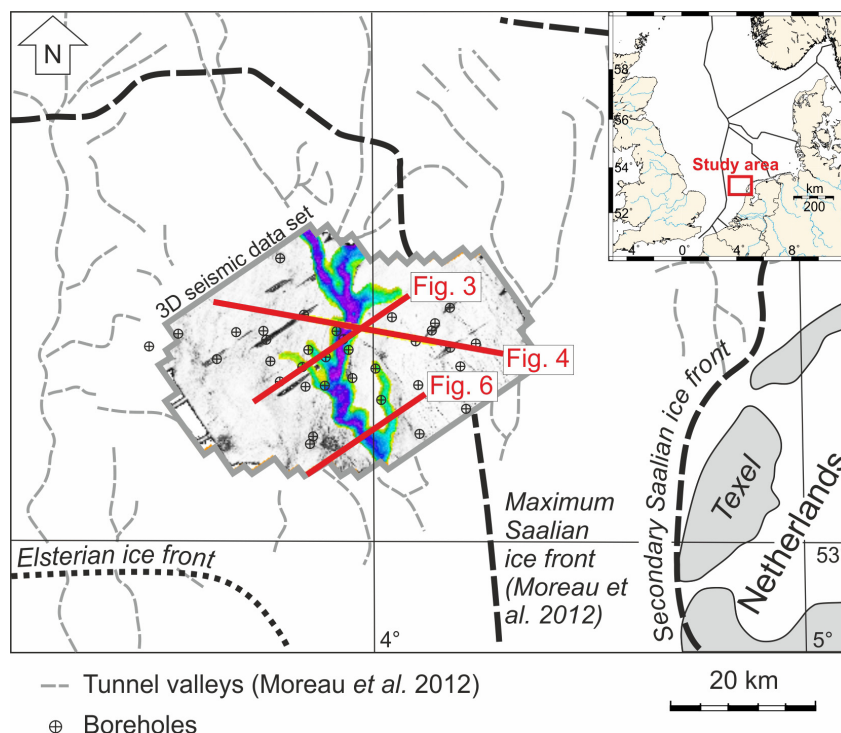 N
58
56
54
52
Study area
km
200
4
0
4
8
3D seismic data set
Fig. 3
Fig. 4
Fig. 6
Elsterian ice front
Maximum
Saalian
ice front
(Moreau et
al. 2012)
Secondary Saalian ice front
Texel
Netherlands
53
4°
5°
Tunnel valleys (Moreau et al. 2012)
20 km
Boreholes